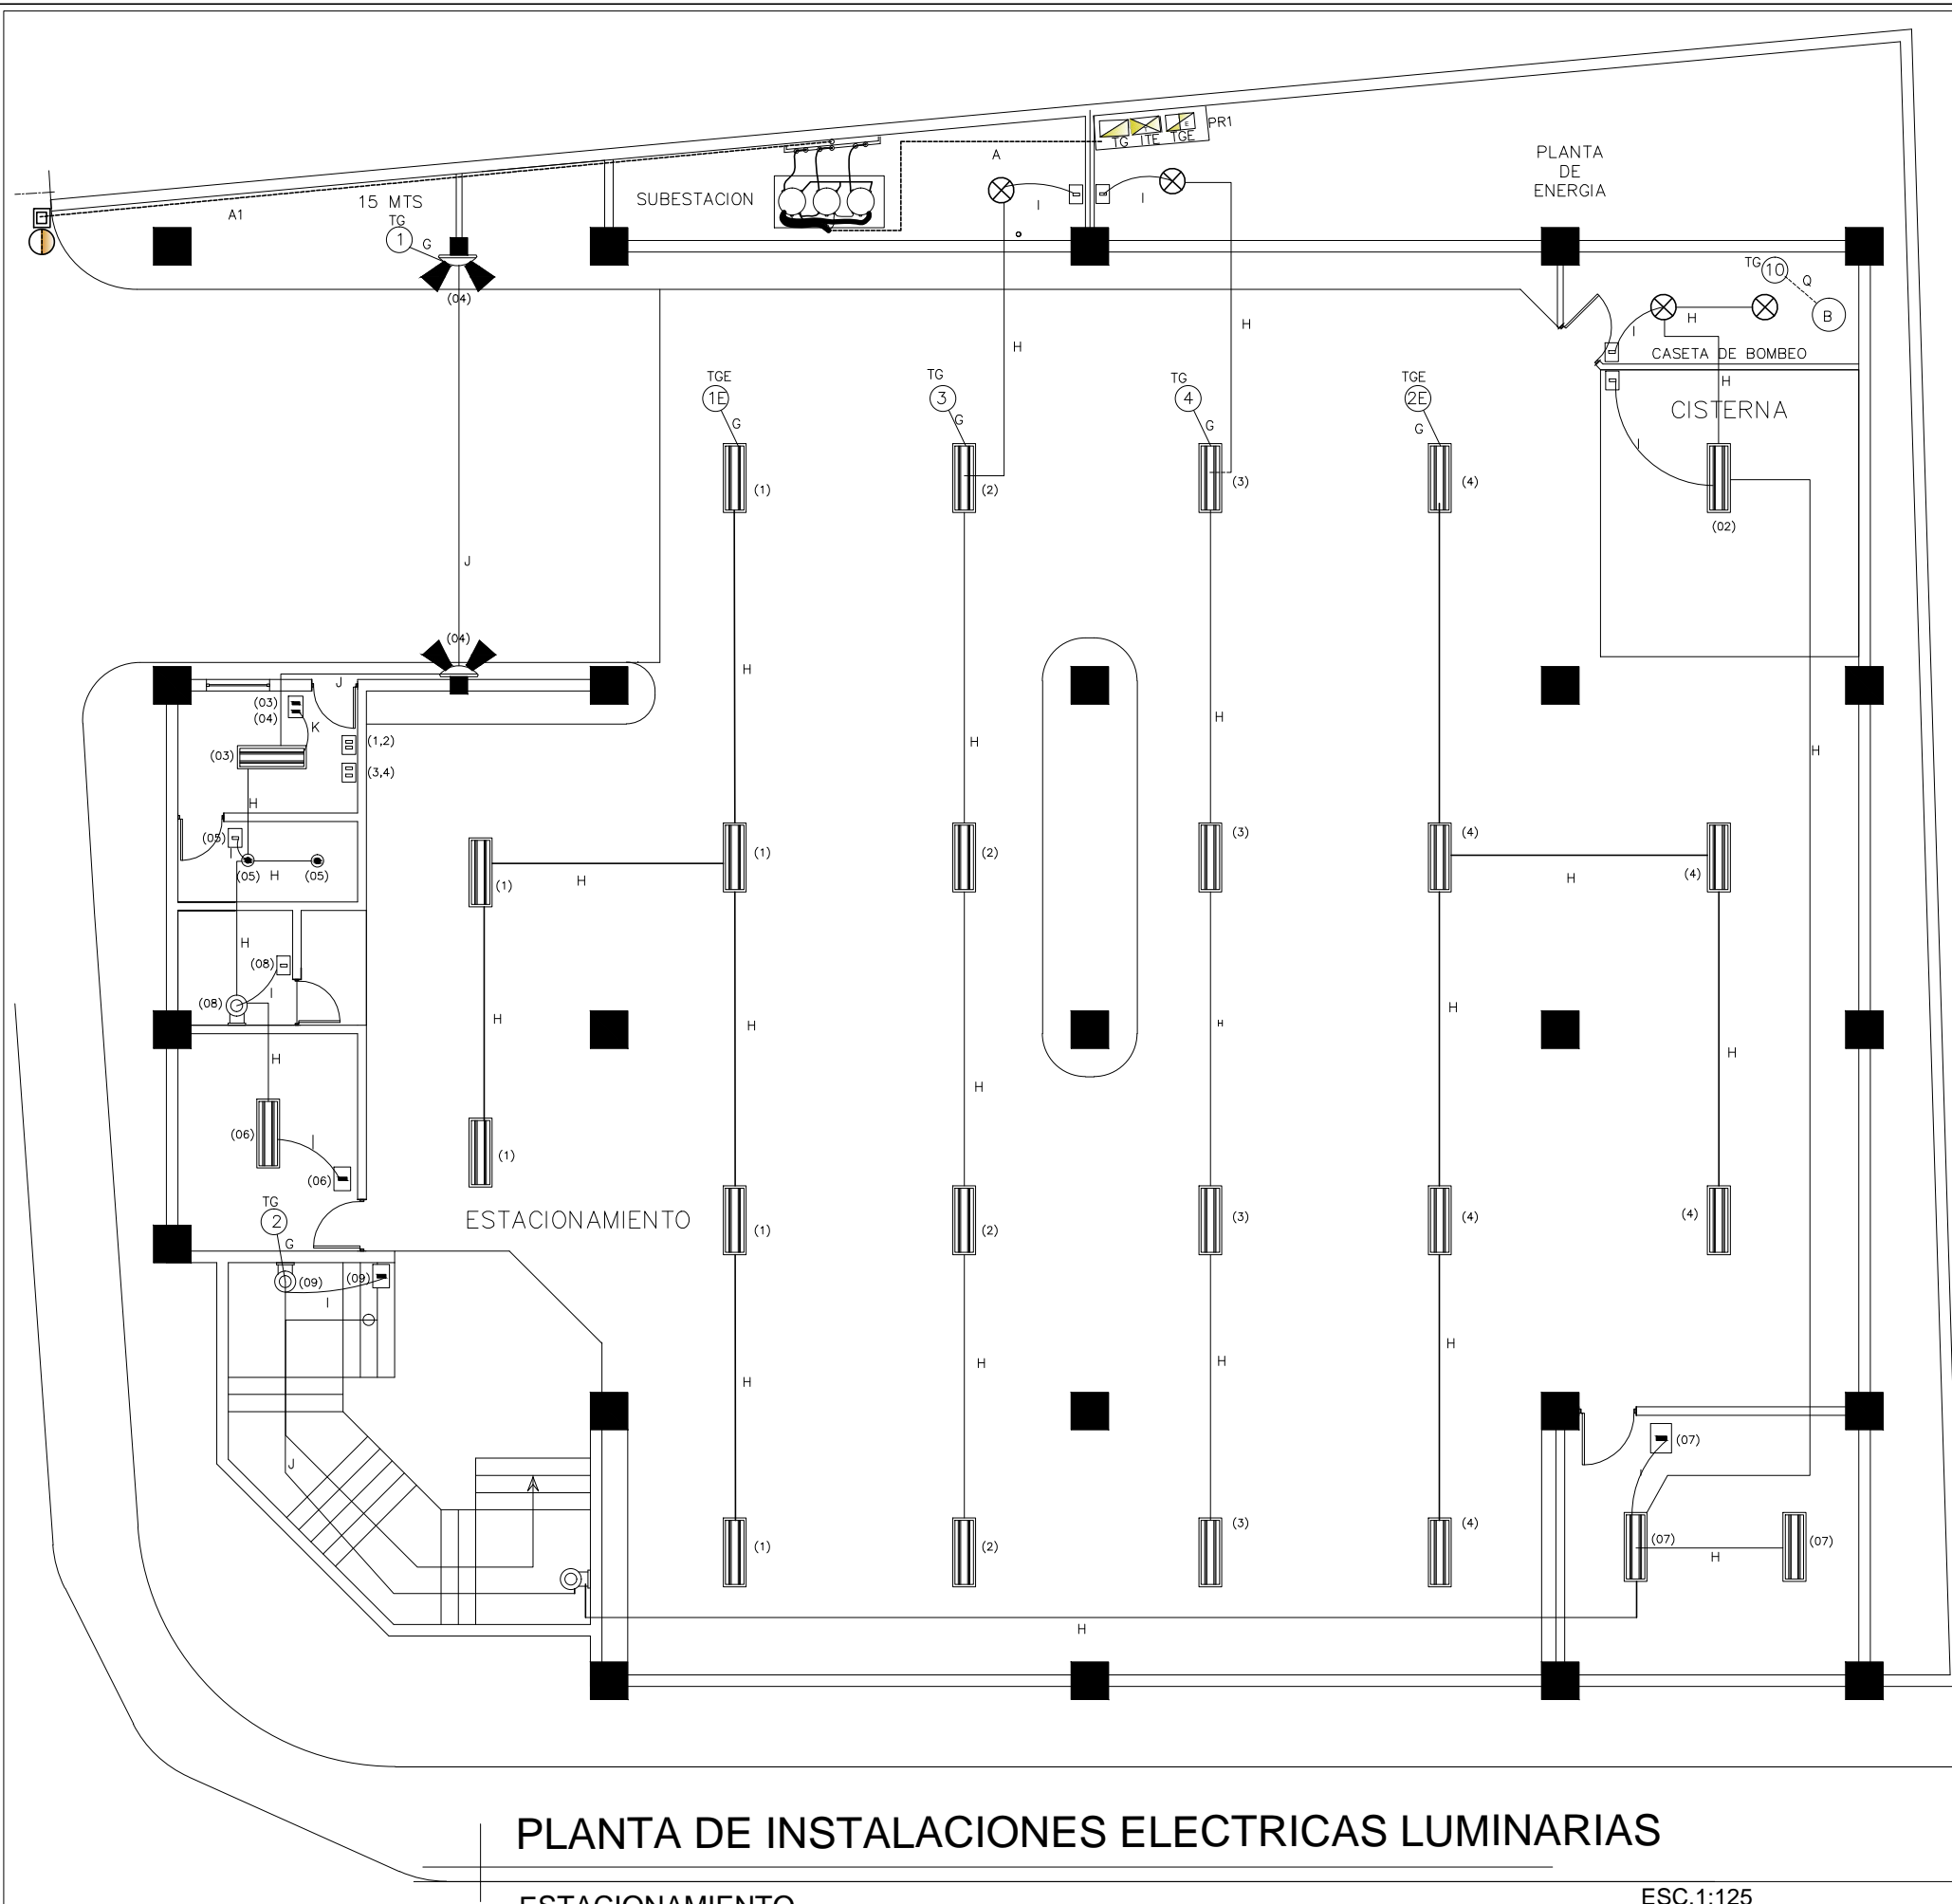 PR1
TG ITE TGE
E
A
PLANTA
DE
ENERGIA
SUBESTACION
15 MTS
A1
TG
1
G
(04)
I
I
TG
10
Q
B
H
I
CASETA DE BOMBEO
H
H
H
CISTERNA
I
(02)
TGE
1E
G
(1)
TG
3
G
(2)
TG
4
G
(3)
TGE
2E
G
(4)
J
(04)
J
H
H
H
H
(03)
(04)
K
(1,2)
(03)
(3,4)
H
(05)
I
(05)
H
(05)
(1)
H
(1)
(2)
(3)
(4)
H
(4)
H
(08)
I
(08)
H
H
H
H
H
H
H
(06)
I
(06)
(1)
TG
2
G
ESTACIONAMIENTO
(1)
(2)
(3)
(4)
(4)
(09)
(09)
I
H
H
H
H
J
(07)
I
(1)
(2)
(3)
(4)
(07)
H
(07)
H
PLANTA DE INSTALACIONES ELECTRICAS LUMINARIAS
ESTACIONAMIENTO
ESC.1:125